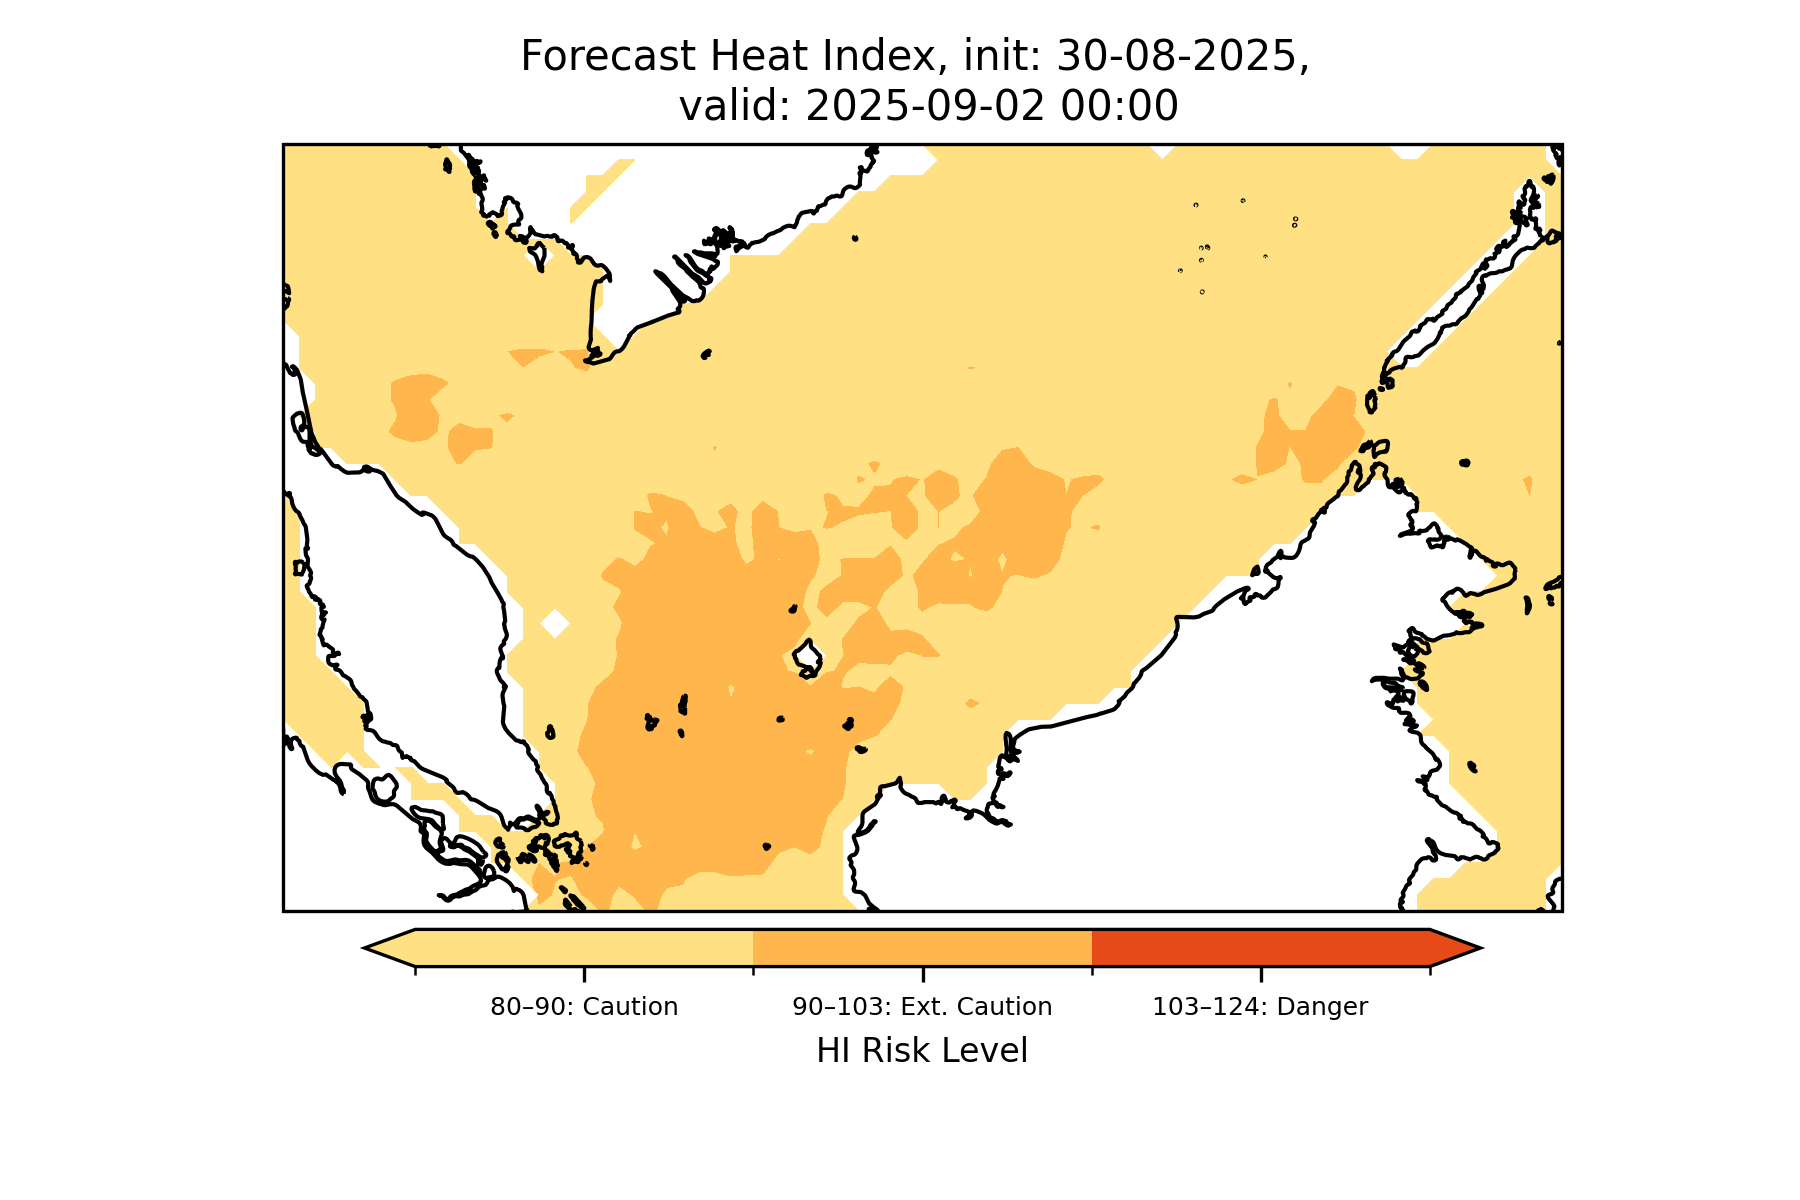 Forecast Heat Index, init: 30-08-2025,
valid: 2025-09-02 00:00
80–90: Caution
90–103: Ext. Caution
103–124: Danger
HI Risk Level